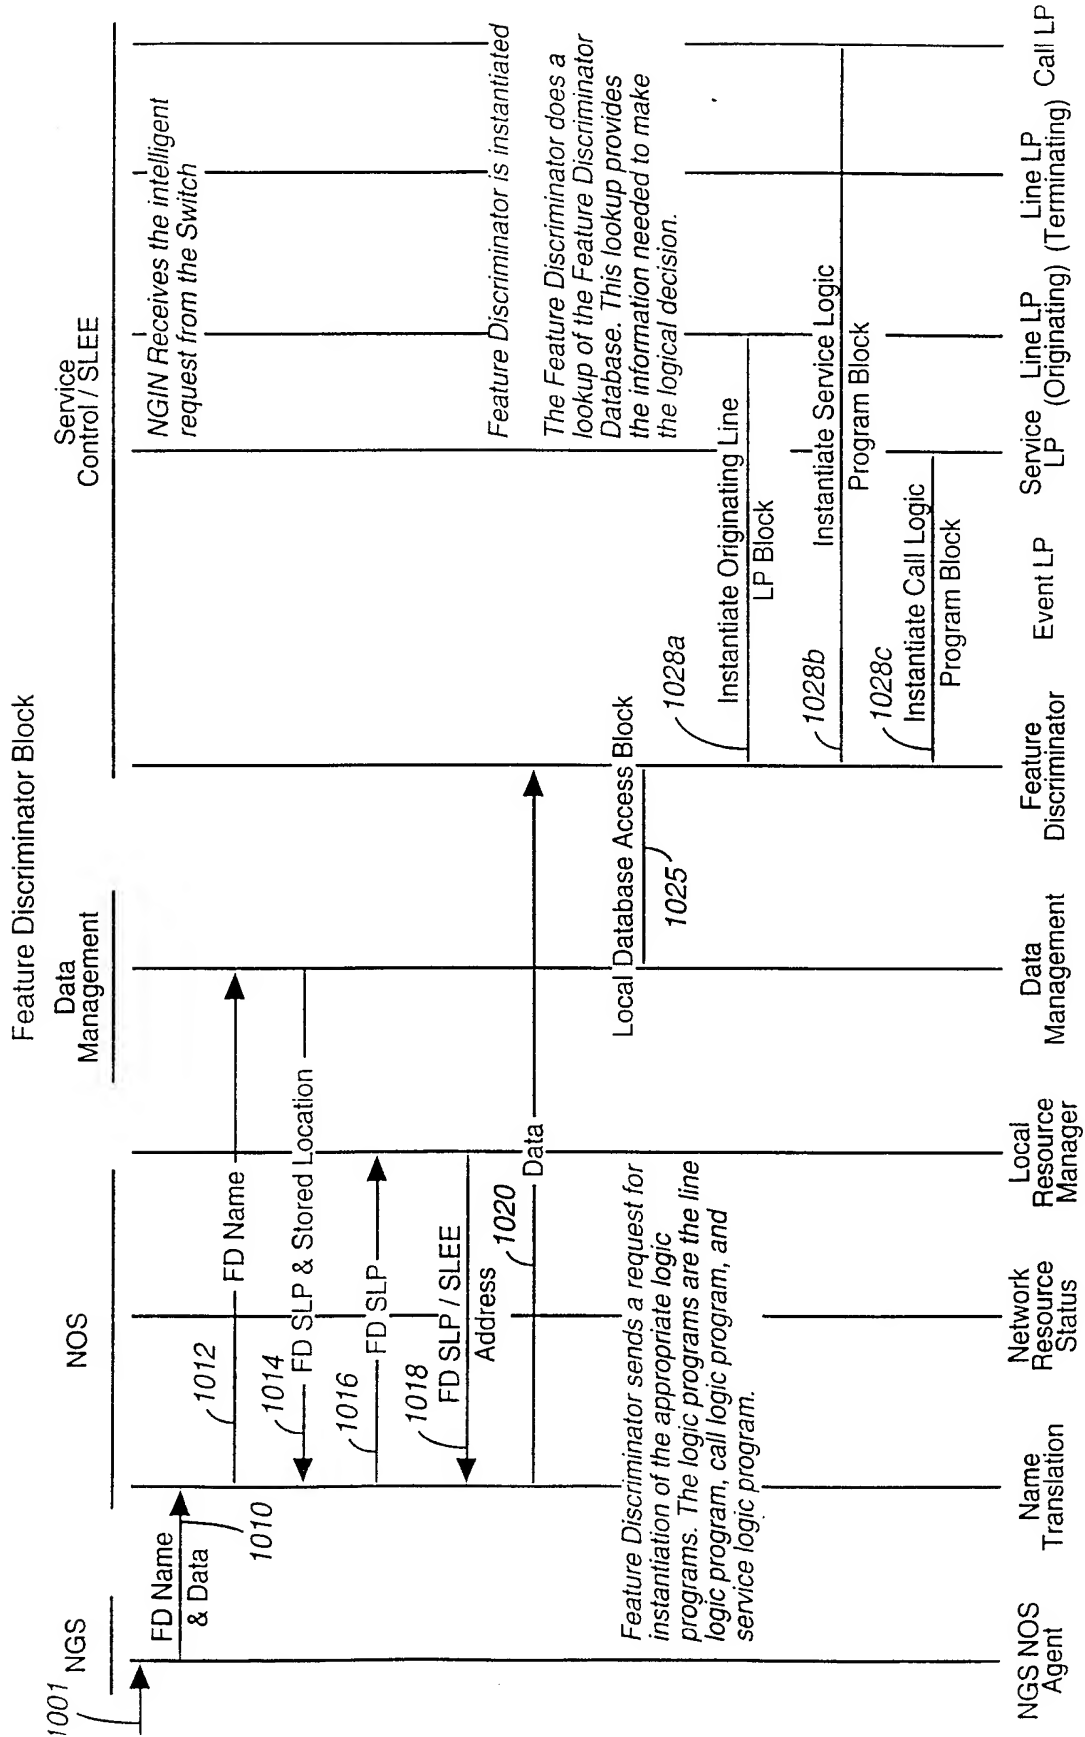 Feature Discriminator Block
NGS
NOS
Data
Management
Service
Control / SLEE
1001
FD Name
& Data
1010
1012
FD Name
1014
FD SLP & Stored Location
1016
FD SLP
1018
FD SLP / SLEE
Address
1020
Data
NGIN Receives the intelligent
request from the Switch
Feature Discriminator is instantiated
The Feature Discriminator does a
lookup of the Feature Discriminator
Database. This lookup provides
the information needed to make
the logical decision.
Local Database Access Block
1025
Feature Discriminator sends a request for
instantiation of the appropriate logic
programs. The logic programs are the line
logic program, call logic program, and
service logic program.
1028a
Instantiate Originating Line
LP Block
1028b
Instantiate Service Logic
Program Block
1028c
Instantiate Call Logic
Program Block
NGS NOS
Agent
Name
Translation
Network
Resource
Status
Local
Resource
Manager
Data
Management
Feature
Discriminator
Event LP
Service
LP
Line LP
(Originating)
Line LP
(Terminating)
Call LP